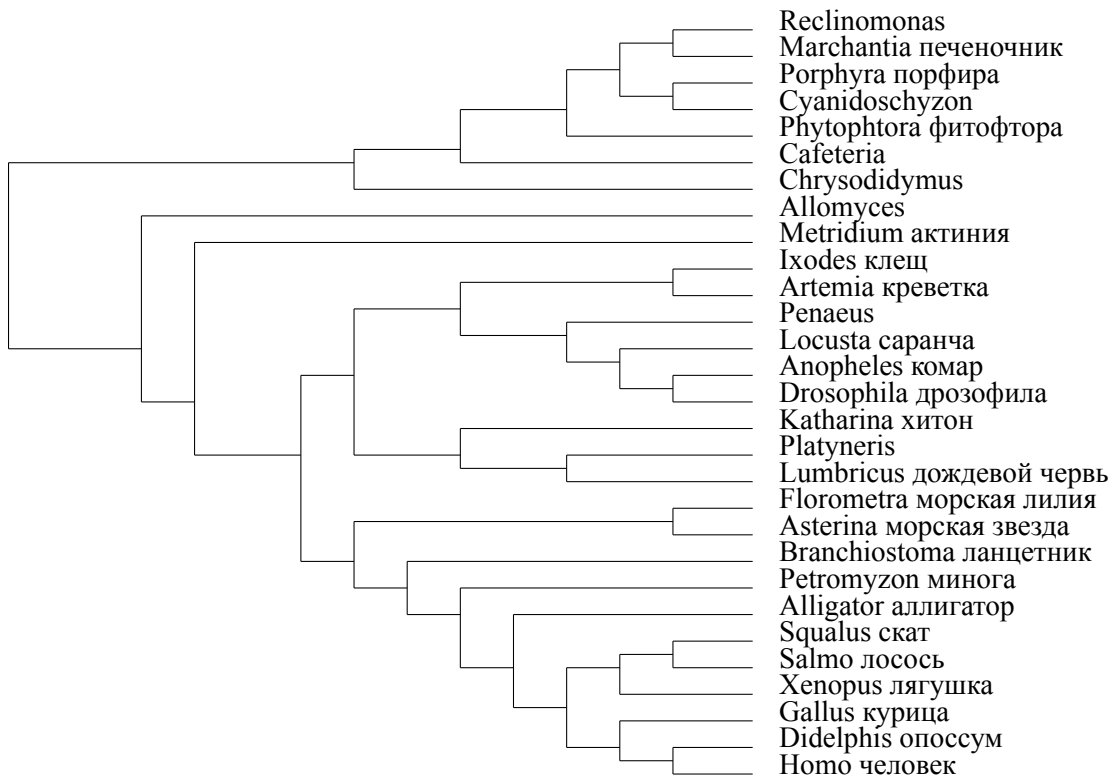 Reclinomonas
Marchantia печеночник
Porphyra порфира
Cyanidoschyzon
Phytophtora фитофтора
Cafeteria
Chrysodidymus
Allomyces
Metridium актиния
Ixodes клещ
Artemia креветка
Penaeus
Locusta саранча
Anopheles комар
Drosophila дрозофила
Katharina хитон
Platyneris
Lumbricus дождевой червь
Florometra морская лилия
Asterina морская звезда
Branchiostoma ланцетник
Petromyzon минога
Alligator аллигатор
Squalus скат
Salmo лосось
Xenopus лягушка
Gallus курица
Didelphis опоссум
Homo человек